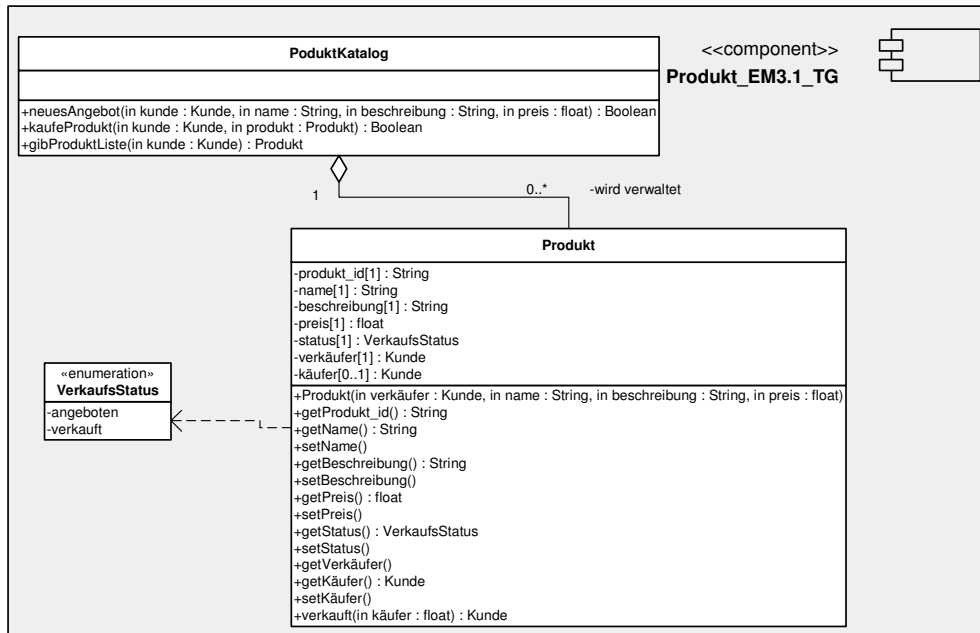 PoduktKatalog
+neuesAngebot(in kunde : Kunde, in name : String, in beschreibung : String, in preis : float) : Boolean
+kaufeProdukt(in kunde : Kunde, in produkt : Produkt) : Boolean
+gibProduktListe(in kunde : Kunde) : Produkt
<<component>>
Produkt_EM3.1_TG
1
0..*
-wird verwaltet
Produkt
-produkt_id[1] : String
-name[1] : String
-beschreibung[1] : String
-preis[1] : float
-status[1] : VerkaufsStatus
-verkäufer[1] : Kunde
-käufer[0..1] : Kunde
+Produkt(in verkäufer : Kunde, in name : String, in beschreibung : String, in preis : float)
+getProdukt_id() : String
+getName() : String
+setName()
+getBeschreibung() : String
+setBeschreibung()
+getPreis() : float
+setPreis()
+getStatus() : VerkaufsStatus
+setStatus()
+getVerkäufer()
+getKäufer() : Kunde
+setKäufer()
+verkauft(in käufer : float) : Kunde
«enumeration»
VerkaufsStatus
-angeboten
-verkauft